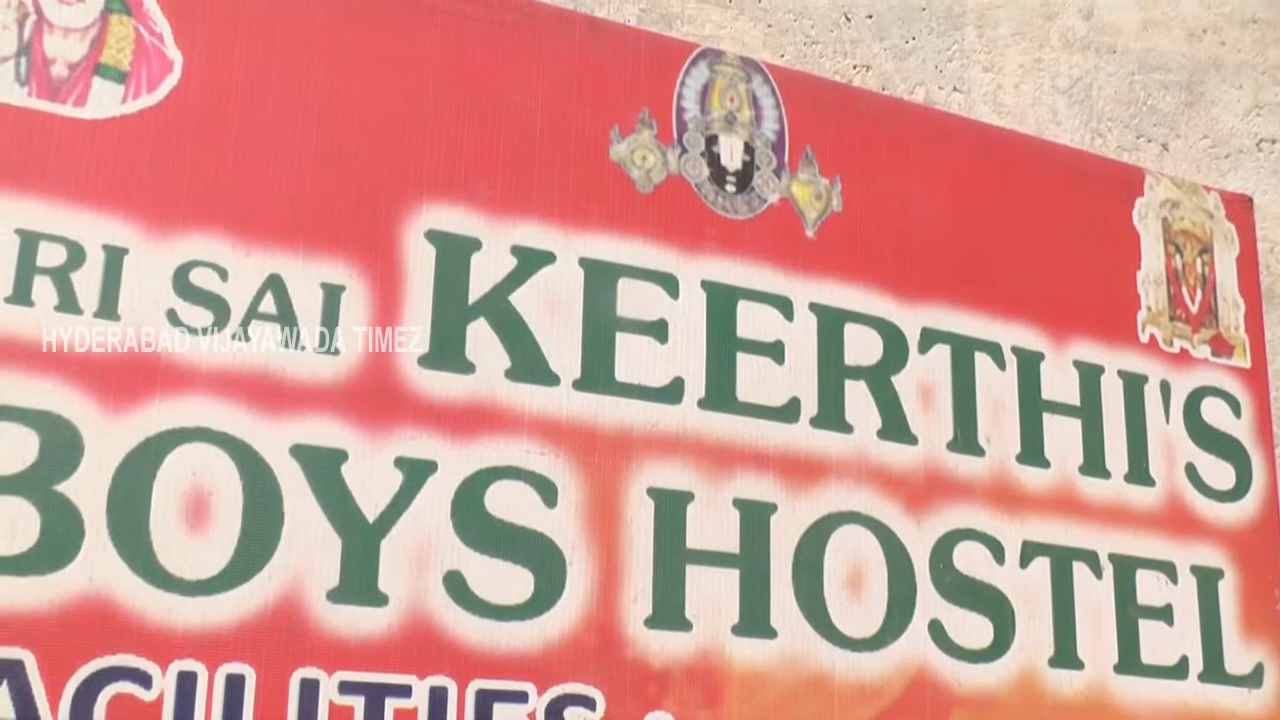 RI SAI KEERTHI'S
HYDERABAD VIJAYAWADA TIMEZ
BOYS HOSTEL
ACILITIES